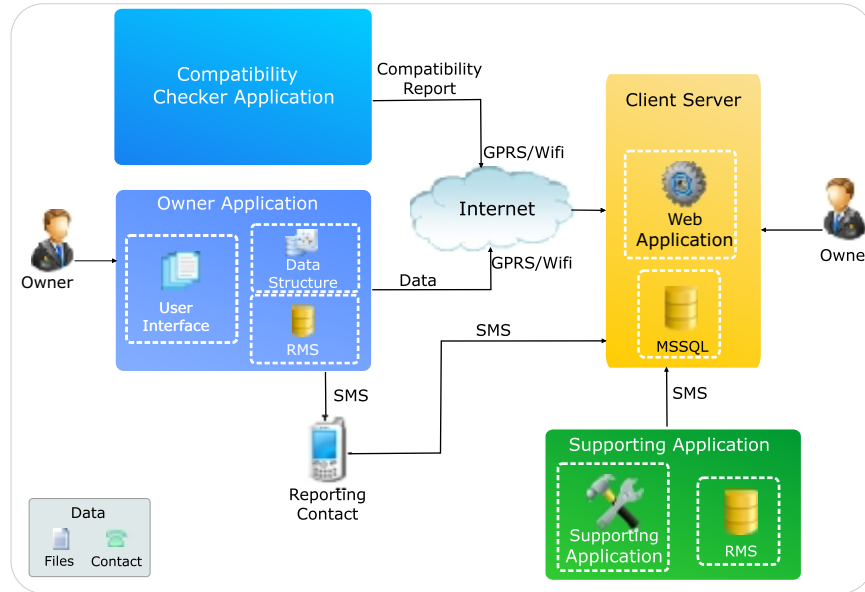 Compatibility
Checker Application
Compatibility
Report
GPRS/Wifi
Client Server
Web
Application
MSSQL
Owner Application
User
Interface
Data
Structure
RMS
Owner
Internet
Owne
Data
GPRS/Wifi
SMS
SMS
Reporting
Contact
SMS
Supporting Application
Supporting
Application
RMS
Data
Files
Contact